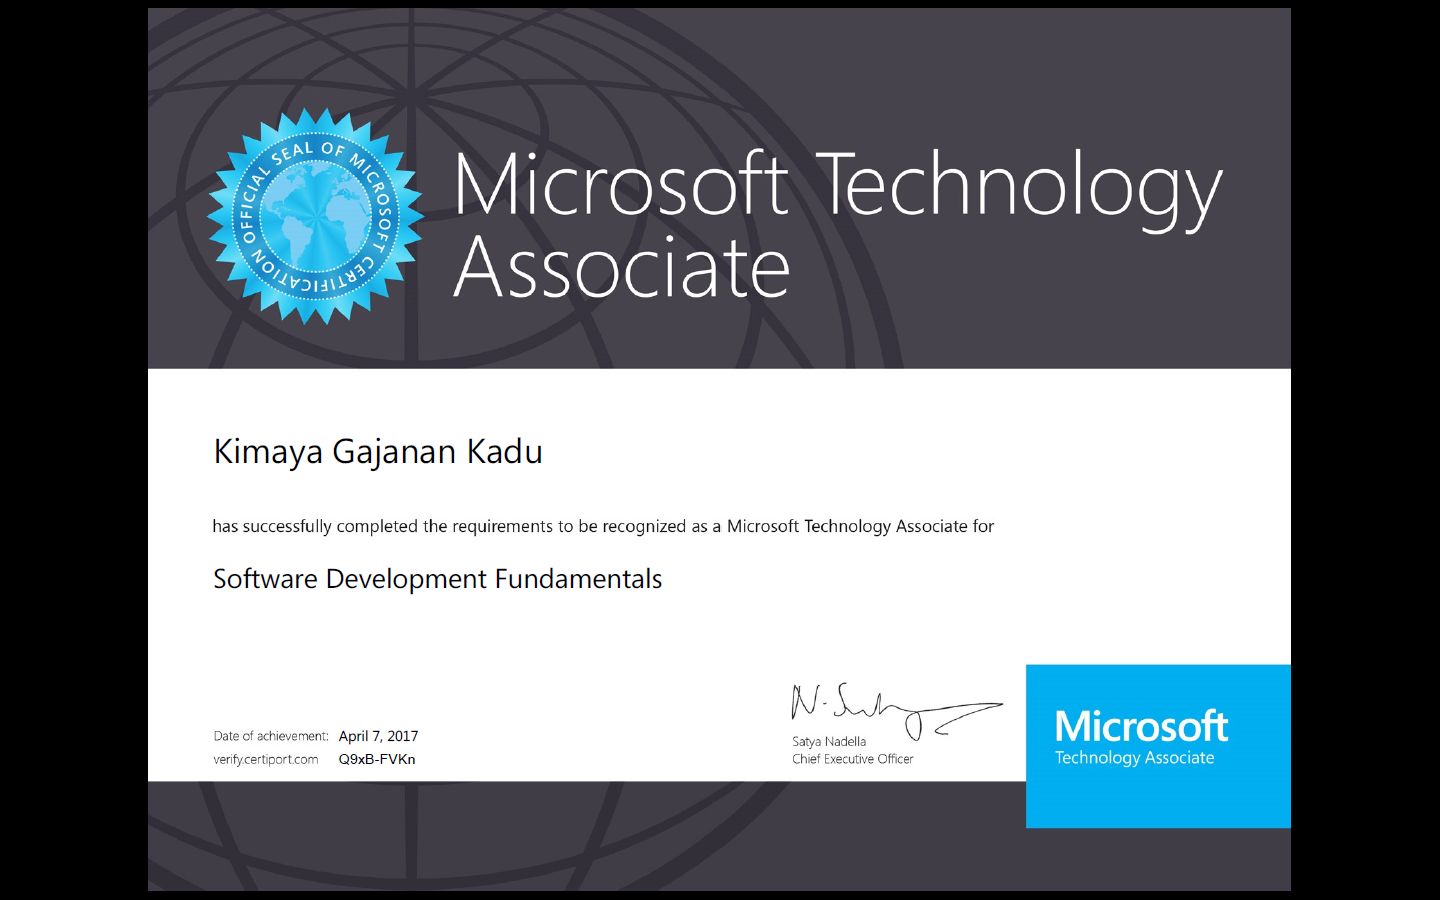 OFFICIAL SEAL OF MICROSOFT CERTIFICATION
Microsoft Technology
Associate
Kimaya Gajanan Kadu
has successfully completed the requirements to be recognized as a Microsoft Technology Associate for
Software Development Fundamentals
Date of achievement: April 7, 2017
verify.certiport.com Q9xB-FVKn
Satya Nadella
Chief Executive Officer
Microsoft
Technology Associate